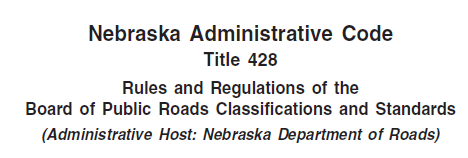 Nebraska Administrative Code
Title 428
Rules and Regulations of the
Board of Public Roads Classifications and Standards
(Administrative Host: Nebraska Department of Roads)